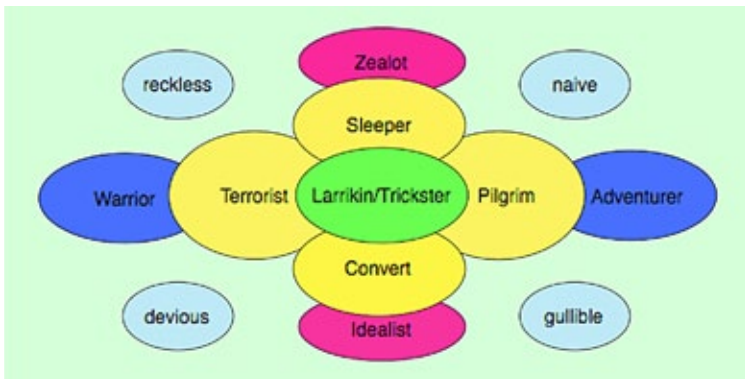 Zealot
reckless
naive
Sleeper
Warrior
Terrorist
Larrikin/Trickster
Pilgrim
Adventurer
Convert
devious
gullible
Idealist